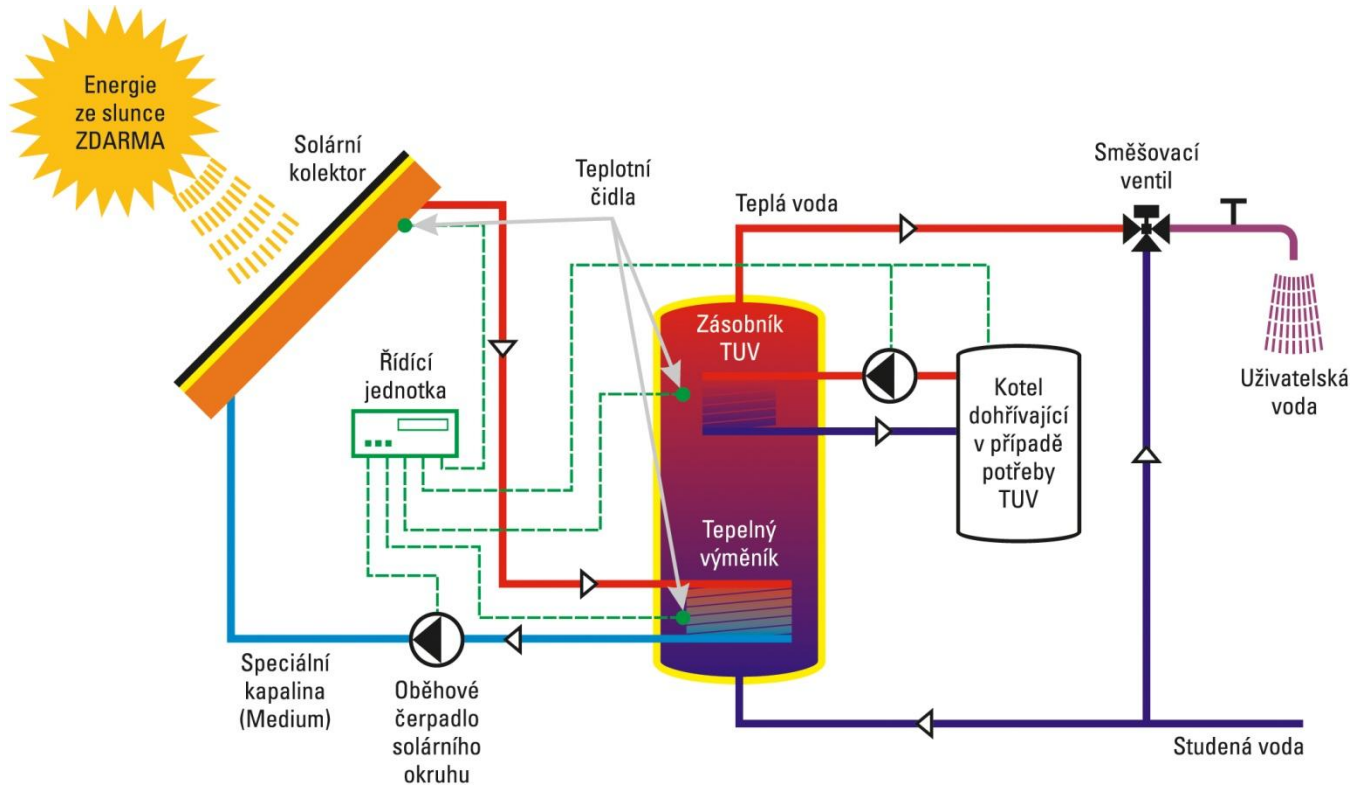 Energie
ze slunce
ZDARMA
Solární
kolektor
Teplotní
čidla
Směšovací
ventil
Teplá voda
Zásobník
TUV
Řídící
jednotka
Kotel
dohřívající
v případě
potřeby
TUV
Uživatelská
voda
Tepelný
výměník
Speciální
kapalina
(Medium)
Oběhové
čerpadlo
solárního
okruhu
Studená voda